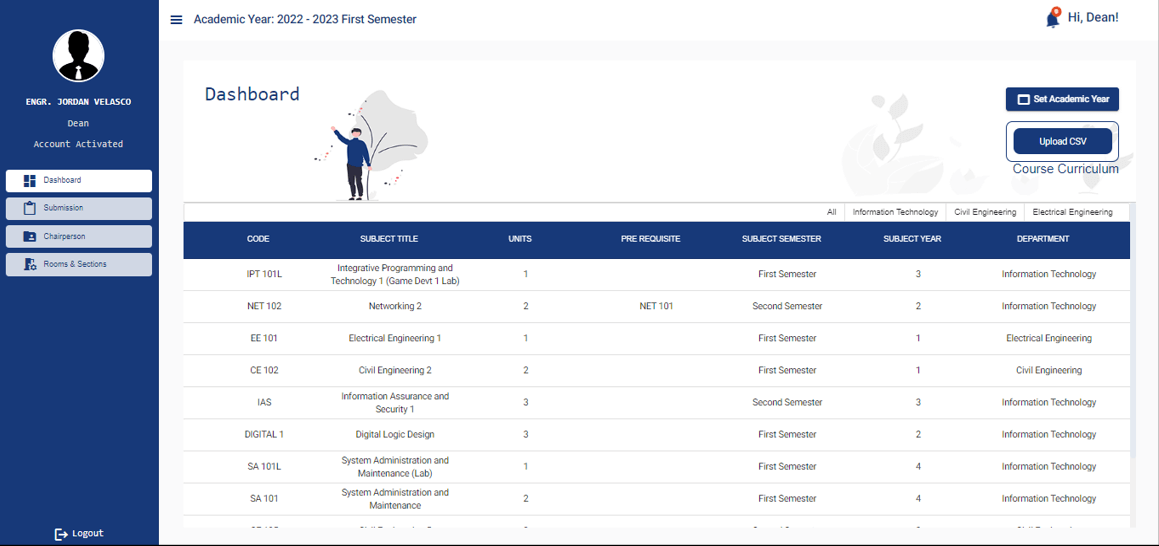 Academic Year: 2022 - 2023 First Semester
Hi, Dean!
ENGR. JORDAN VELASCO
Dean
Account Activated
Dashboard
Submission
Chairperson
Rooms & Sections
Logout
Dashboard
Set Academic Year
Upload CSV
Course Curriculum
All Information Technology Civil Engineering Electrical Engineering
CODE SUBJECT TITLE UNITS PRE REQUISITE SUBJECT SEMESTER SUBJECT YEAR DEPARTMENT
IPT 101L Integrative Programming and Technology 1 (Game Devt 1 Lab) 1 First Semester 3 Information Technology
NET 102 Networking 2 2 NET 101 Second Semester 2 Information Technology
EE 101 Electrical Engineering 1 1 First Semester 1 Electrical Engineering
CE 102 Civil Engineering 2 2 First Semester 1 Civil Engineering
IAS Information Assurance and Security 1 3 Second Semester 3 Information Technology
DIGITAL 1 Digital Logic Design 3 First Semester 2 Information Technology
SA 101L System Administration and Maintenance (Lab) 1 First Semester 4 Information Technology
SA 101 System Administration and Maintenance 2 First Semester 4 Information Technology